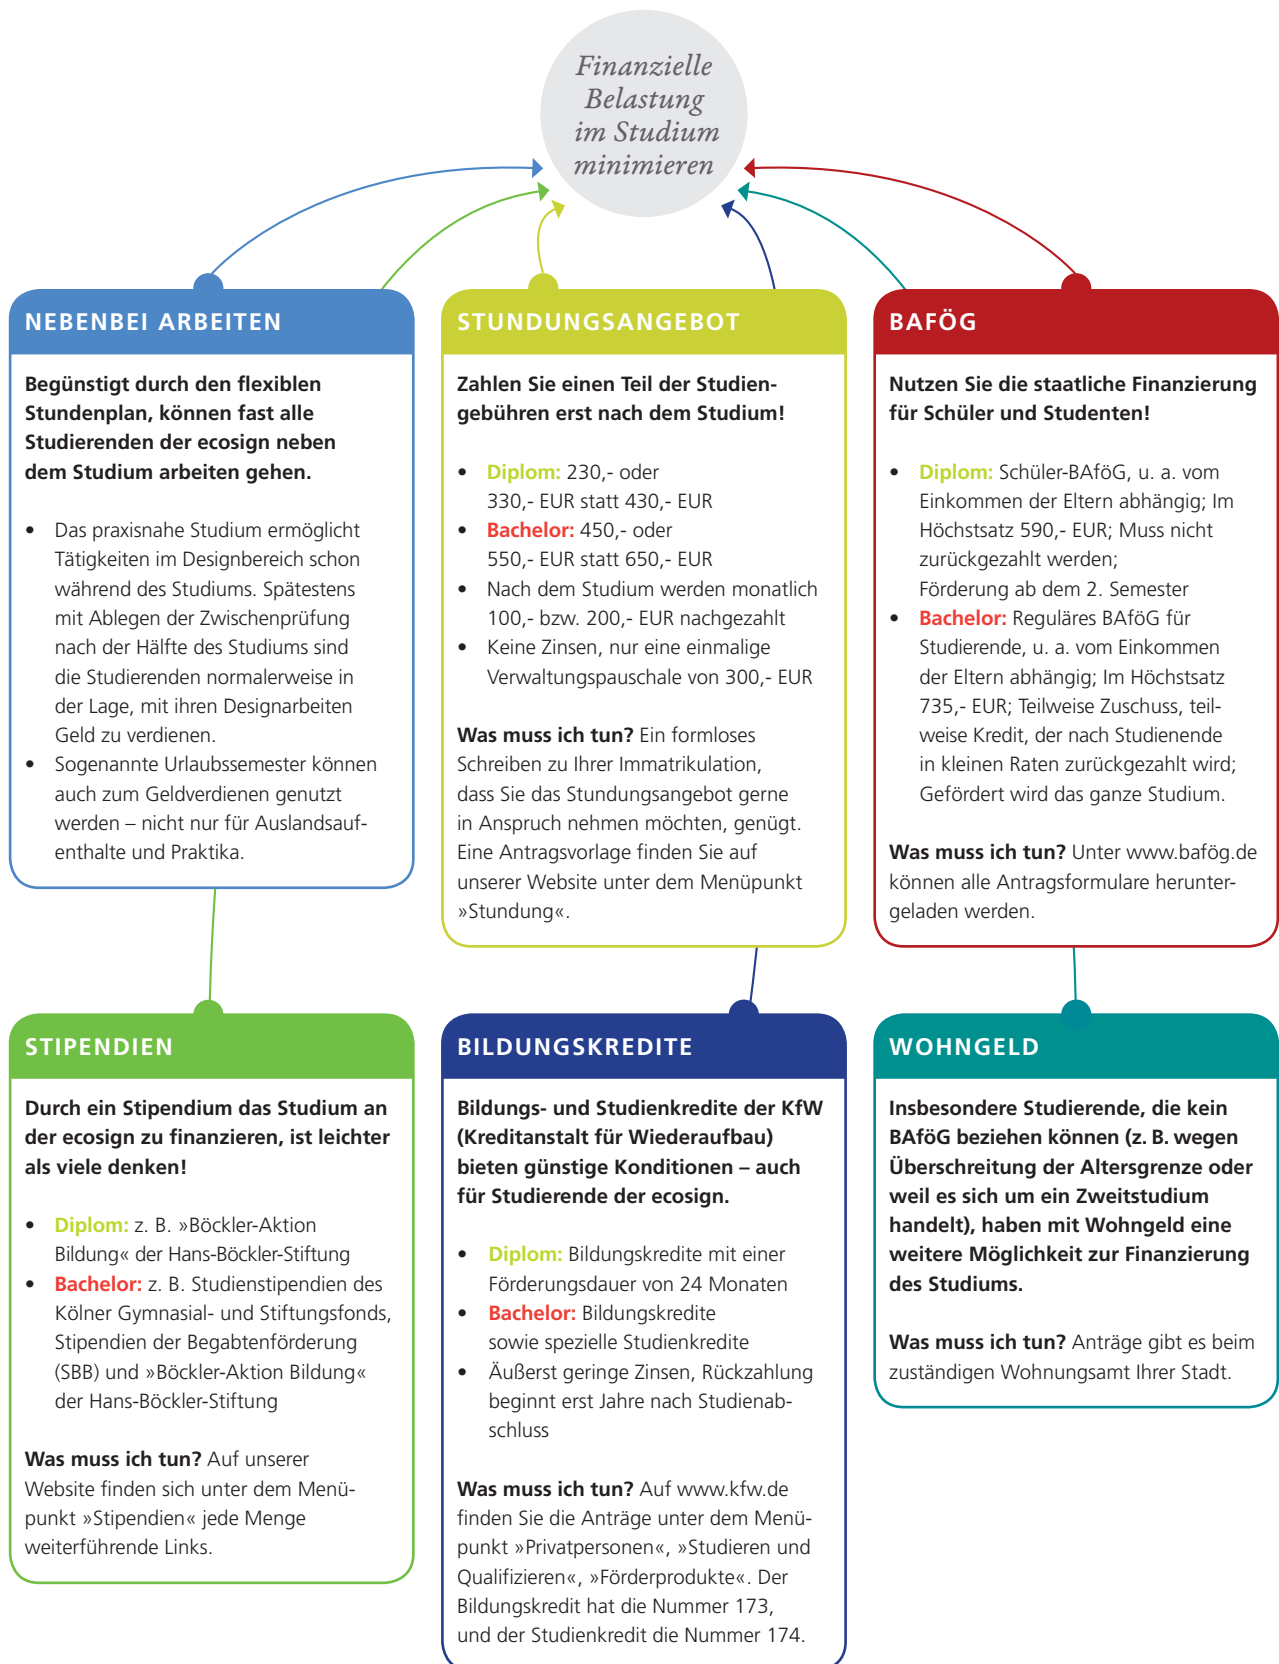 Finanzielle
Belastung
im Studium
minimieren
NEBENBEI ARBEITEN
Begünstigt durch den flexiblen
Stundenplan, können fast alle
Studierenden der ecosign neben
dem Studium arbeiten gehen.
• Das praxisnahe Studium ermöglicht
Tätigkeiten im Designbereich schon
während des Studiums. Spätestens
mit Ablegen der Zwischenprüfung
nach der Hälfte des Studiums sind
die Studierenden normalerweise in
der Lage, mit ihren Designarbeiten
Geld zu verdienen.
• Sogenannte Urlaubssemester können
auch zum Geldverdienen genutzt
werden – nicht nur für Auslandsauf-
enthalte und Praktika.
STUNDUNGSANGEBOT
Zahlen Sie einen Teil der Studien-
gebühren erst nach dem Studium!
• Diplom: 230,- oder
330,- EUR statt 430,- EUR
• Bachelor: 450,- oder
550,- EUR statt 650,- EUR
• Nach dem Studium werden monatlich
100,- bzw. 200,- EUR nachgezahlt
• Keine Zinsen, nur eine einmalige
Verwaltungspauschale von 300,- EUR
Was muss ich tun? Ein formloses
Schreiben zu Ihrer Immatrikulation,
dass Sie das Stundungsangebot gerne
in Anspruch nehmen möchten, genügt.
Eine Antragsvorlage finden Sie auf
unserer Website unter dem Menüpunkt
»Stundung«.
BAFÖG
Nutzen Sie die staatliche Finanzierung
für Schüler und Studenten!
• Diplom: Schüler-BAföG, u. a. vom
Einkommen der Eltern abhängig; Im
Höchstsatz 590,- EUR; Muss nicht
zurückgezahlt werden;
Förderung ab dem 2. Semester
• Bachelor: Reguläres BAföG für
Studierende, u. a. vom Einkommen
der Eltern abhängig; Im Höchstsatz
735,- EUR; Teilweise Zuschuss, teil-
weise Kredit, der nach Studienende
in kleinen Raten zurückgezahlt wird;
Gefördert wird das ganze Studium.
Was muss ich tun? Unter www.bafög.de
können alle Antragsformulare herunter-
geladen werden.
STIPENDIEN
Durch ein Stipendium das Studium an
der ecosign zu finanzieren, ist leichter
als viele denken!
• Diplom: z. B. »Böckler-Aktion
Bildung« der Hans-Böckler-Stiftung
• Bachelor: z. B. Studienstipendien des
Kölner Gymnasial- und Stiftungsfonds,
Stipendien der Begabtenförderung
(SBB) und »Böckler-Aktion Bildung«
der Hans-Böckler-Stiftung
Was muss ich tun? Auf unserer
Website finden sich unter dem Menü-
punkt »Stipendien« jede Menge
weiterführende Links.
BILDUNGSKREDITE
Bildungs- und Studienkredite der KfW
(Kreditanstalt für Wiederaufbau)
bieten günstige Konditionen – auch
für Studierende der ecosign.
• Diplom: Bildungskredite mit einer
Förderungsdauer von 24 Monaten
• Bachelor: Bildungskredite
sowie spezielle Studienkredite
• Äußerst geringe Zinsen, Rückzahlung
beginnt erst Jahre nach Studienab-
schluss
Was muss ich tun? Auf www.kfw.de
finden Sie die Anträge unter dem Menü-
punkt »Privatpersonen«, »Studieren und
Qualifizieren«, »Förderprodukte«. Der
Bildungskredit hat die Nummer 173,
und der Studienkredit die Nummer 174.
WOHNGELD
Insbesondere Studierende, die kein
BAföG beziehen können (z. B. wegen
Überschreitung der Altersgrenze oder
weil es sich um ein Zweitstudium
handelt), haben mit Wohngeld eine
weitere Möglichkeit zur Finanzierung
des Studiums.
Was muss ich tun? Anträge gibt es beim
zuständigen Wohnungsamt Ihrer Stadt.